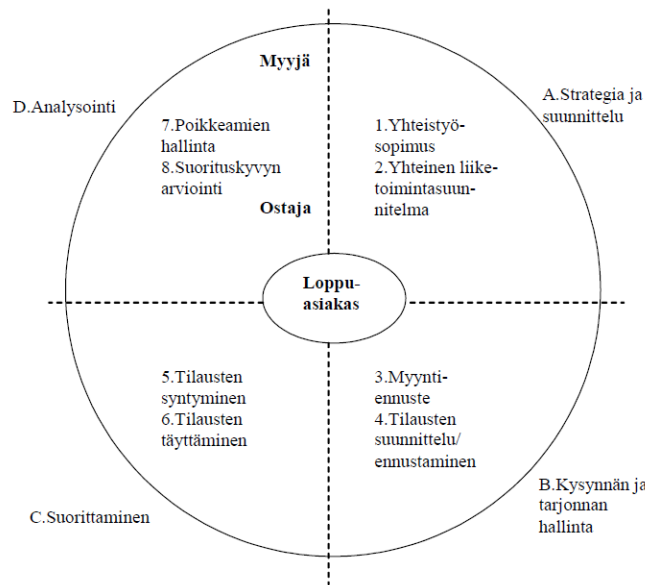 Myyjä
D.Analysointi
A.Strategia ja
suunnittelu
7.Poikkeamien
hallinta
8.Suorituskyvyn
arviointi
1.Yhteistyö-
sopimus
2.Yhteinen liike-
toimintasuun-
nitelma
Ostaja
Loppu-
asiakas
5.Tilausten
syntyminen
6.Tilausten
täyttäminen
3.Myynti-
ennuste
4.Tilausten
suunnittelu/
ennustaminen
C.Suorittaminen
B.Kysynnän ja
tarjonnan
hallinta